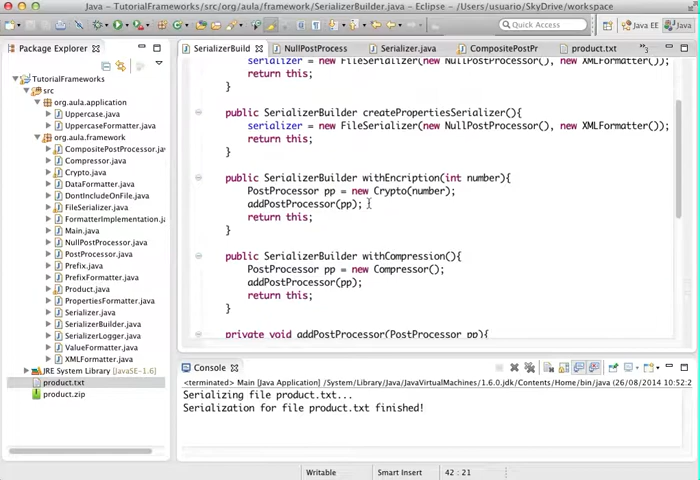 Java EE - TutorialFrameworks/src/org/aula/framework/SerializerBuilder.java - Eclipse - /Users/usuario/SkyDrive/workspace
Quick Access
Java EE
Java
Package Explorer
TutorialFrameworks
src
org.aula.application
Uppercase.java
UppercaseFormatter.java
org.aula.framework
CompositePostProcessor.java
Compressor.java
Crypto.java
DataFormatter.java
DontIncludeOnFile.java
FileSerializer.java
FormatterImplementation.java
Main.java
NullPostProcessor.java
PostProcessor.java
Prefix.java
PrefixFormatter.java
Product.java
PropertiesFormatter.java
Serializer.java
SerializerBuilder.java
SerializerLogger.java
ValueFormatter.java
XMLFormatter.java
JRE System Library [JavaSE-1.6]
product.txt
product.zip
SerializerBuild
NullPostProcess
Serializer.java
CompositePostPr
product.txt
3
serializer = new FileSerializer(new NullPostProcessor(), new XMLFormatter());
return this;
}
public SerializerBuilder createPropertiesSerializer(){
serializer = new FileSerializer(new NullPostProcessor(), new XMLFormatter());
return this;
}
public SerializerBuilder withEncription(int number){
PostProcessor pp = new Crypto(number);
addPostProcessor(pp);
return this;
}
public SerializerBuilder withCompression(){
PostProcessor pp = new Compressor();
addPostProcessor(pp);
return this;
}
private void addPostProcessor(PostProcessor pp){
Console
<terminated> Main [Java Application] /System/Library/Java/JavaVirtualMachines/1.6.0.jdk/Contents/Home/bin/java (26/08/2014 10:52:2
Serializing file product.txt...
Serialization for file product.txt finished!
Writable
Smart Insert
42 : 21